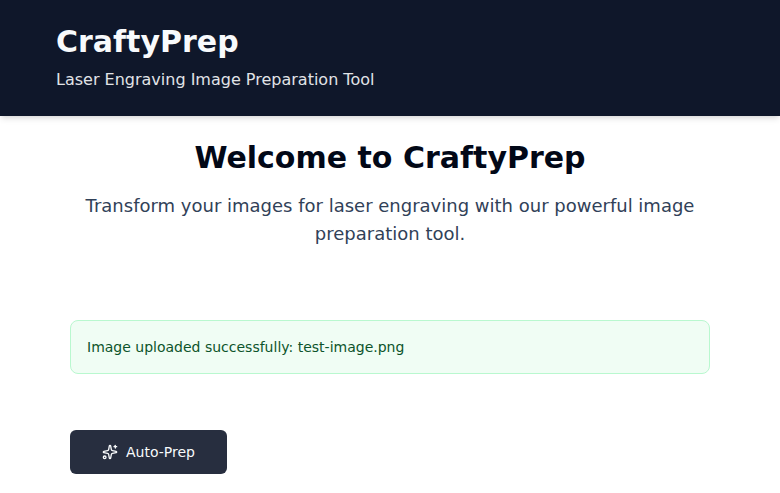 CraftyPrep
Laser Engraving Image Preparation Tool
Welcome to CraftyPrep
Transform your images for laser engraving with our powerful image
preparation tool.
Image uploaded successfully: test-image.png
Auto-Prep